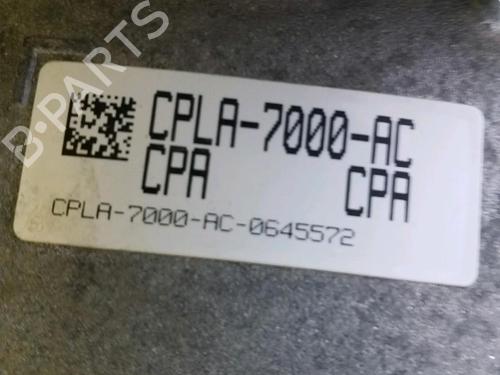 B-PARTS
CPLA-7000-AC
CPA CPA
CPLA-7000-AC-0645572